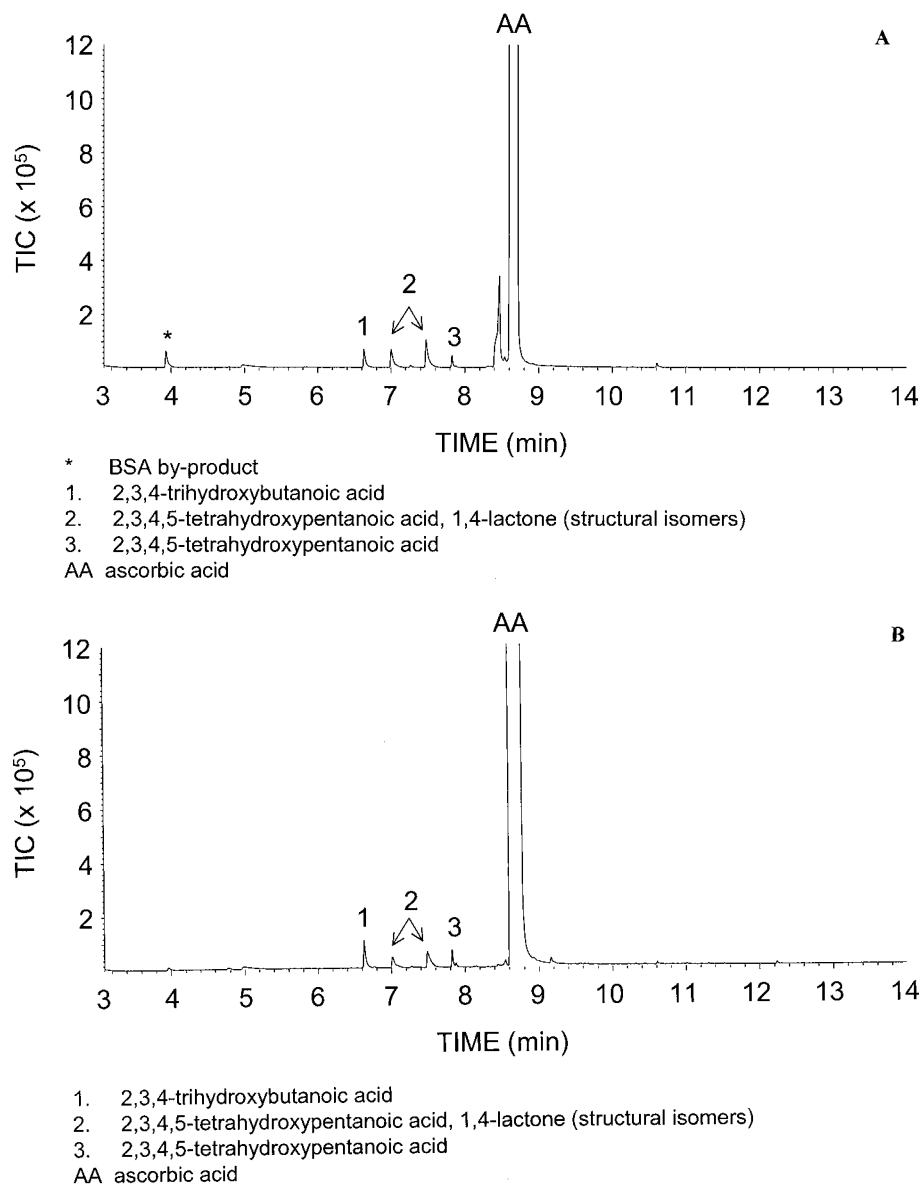 AA
A
12
10
8
6
4
2
TIC (x 10⁵)
*
1
2
3
3 4 5 6 7 8 9 10 11 12 13 14
TIME (min)
* BSA by-product
1. 2,3,4-trihydroxybutanoic acid
2. 2,3,4,5-tetrahydroxypentanoic acid, 1,4-lactone (structural isomers)
3. 2,3,4,5-tetrahydroxypentanoic acid
AA ascorbic acid
AA
B
12
10
8
6
4
2
TIC (x 10⁵)
1
2
3
3 4 5 6 7 8 9 10 11 12 13 14
TIME (min)
1. 2,3,4-trihydroxybutanoic acid
2. 2,3,4,5-tetrahydroxypentanoic acid, 1,4-lactone (structural isomers)
3. 2,3,4,5-tetrahydroxypentanoic acid
AA ascorbic acid